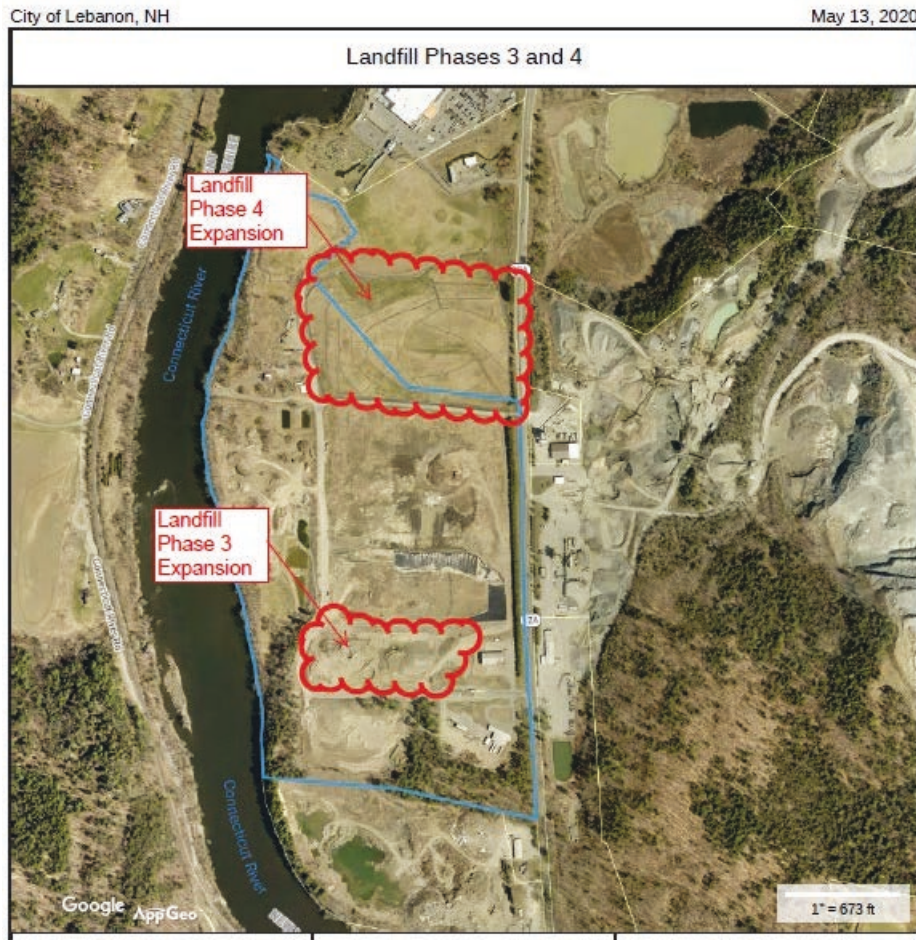 City of Lebanon, NH
May 13, 2020
Landfill Phases 3 and 4
Landfill
Phase 4
Expansion
Connecticut River
Landfill
Phase 3
Expansion
Connecticut River
Google AppGeo
1" = 673 ft